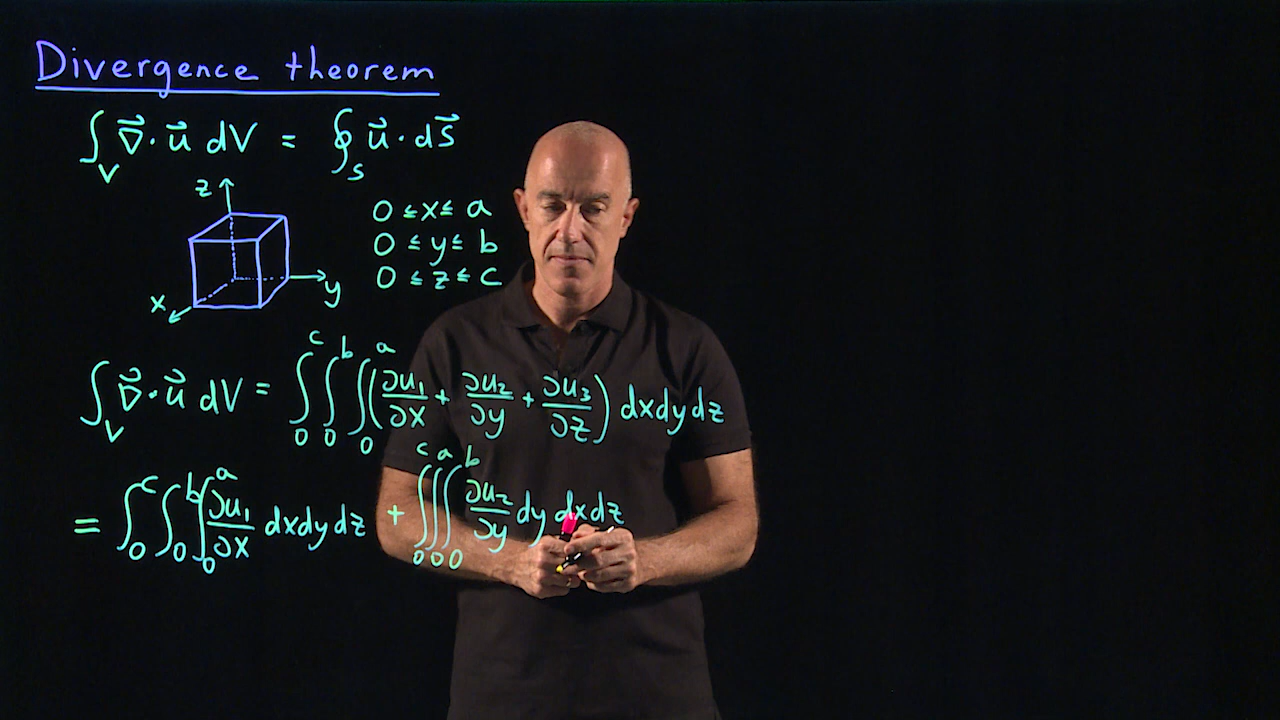 Divergence theorem
∫_V ∇⃗·u⃗ dV = ∮_S u⃗·dS⃗
z
0 ≤ x ≤ a
0 ≤ y ≤ b
0 ≤ z ≤ c
x
y
∫_V ∇⃗·u⃗ dV = ∫_0^c ∫_0^b ∫_0^a (∂u₁/∂x + ∂u₂/∂y + ∂u₃/∂z) dxdydz
= ∫_0^c ∫_0^b ∫_0^a ∂u₁/∂x dxdydz + ∫_0^c ∫_0^a ∫_0^b ∂u₂/∂y dy dxdz